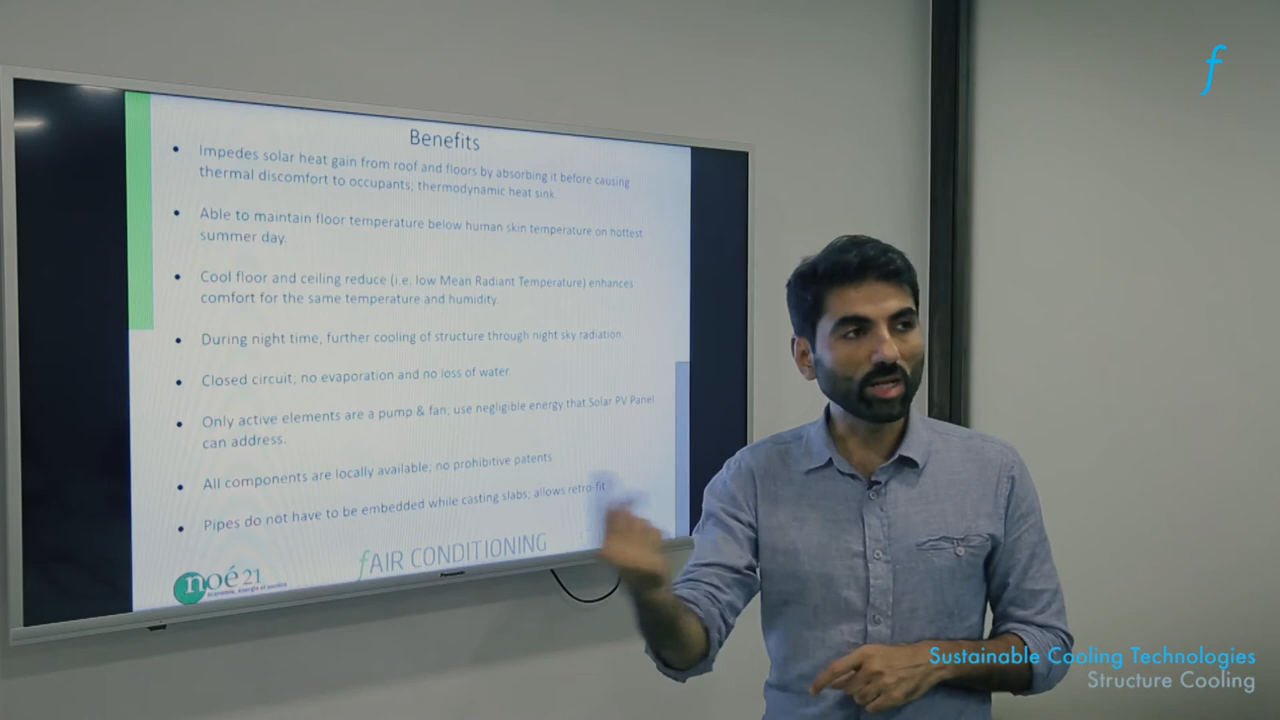 f
Benefits
• Impedes solar heat gain from roof and floors by absorbing it before causing
thermal discomfort to occupants; thermodynamic heat sink.
• Able to maintain floor temperature below human skin temperature on hottest
summer day.
• Cool floor and ceiling reduce (i.e. low Mean Radiant Temperature) enhances
comfort for the same temperature and humidity.
• During night time, further cooling of structure through night sky radiation.
• Closed circuit; no evaporation and no loss of water.
• Only active elements are a pump & fan; use negligible energy that Solar PV Panel
can address.
• All components are locally available; no prohibitive patents
• Pipes do not have to be embedded while casting slabs; allows retro-fit
fAIR CONDITIONING
noé21
Panasonic
Sustainable Cooling Technologies
Structure Cooling